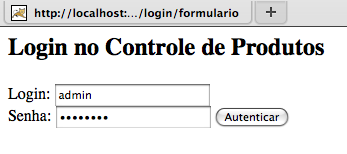 http://localhost:.../login/formulario
Login no Controle de Produtos
Login: admin
Senha: •••••••• Autenticar